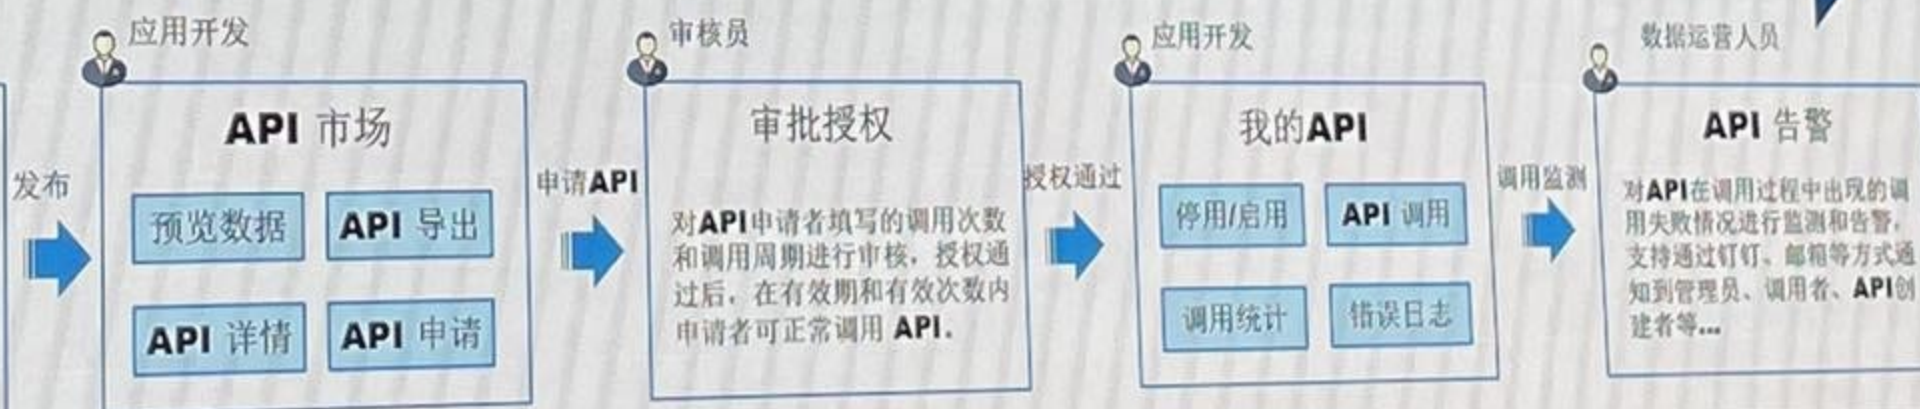 应用开发
审核员
应用开发
数据运营人员
发布
API 市场
预览数据
API 导出
API 详情
API 申请
申请API
审批授权
对API申请者填写的调用次数
和调用周期进行审核，授权通
过后，在有效期和有效次数内
申请者可正常调用 API。
授权通过
我的API
停用/启用
API 调用
调用统计
错误日志
调用监测
API 告警
对API在调用过程中出现的调
用失败情况进行监测和告警，
支持通过钉钉、邮箱等方式通
知到管理员、调用者、API创
建者等...